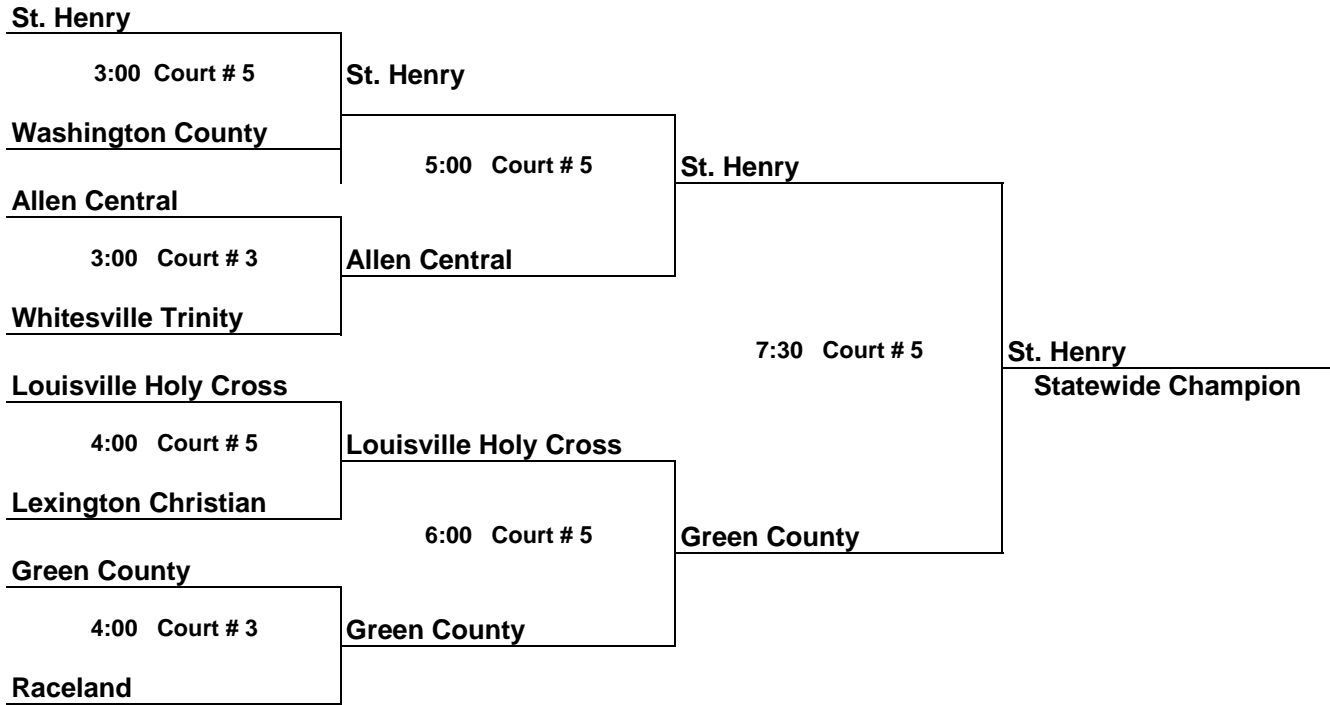 St. Henry
3:00 Court # 5
St. Henry
Washington County
5:00 Court # 5
St. Henry
Allen Central
3:00 Court # 3
Allen Central
Whitesville Trinity
7:30 Court # 5
St. Henry
Louisville Holy Cross
Statewide Champion
4:00 Court # 5
Louisville Holy Cross
Lexington Christian
6:00 Court # 5
Green County
Green County
4:00 Court # 3
Green County
Raceland